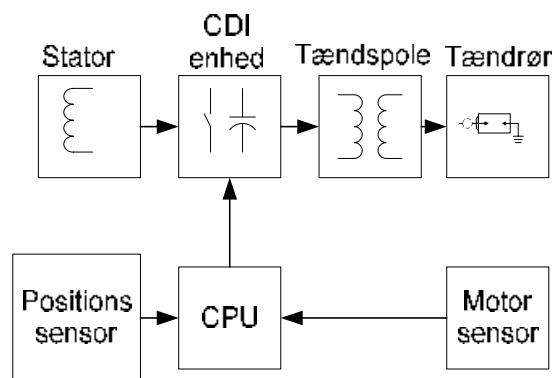 Stator
CDI
enhed
Tændspole
Tændrør
Positions
sensor
CPU
Motor
sensor